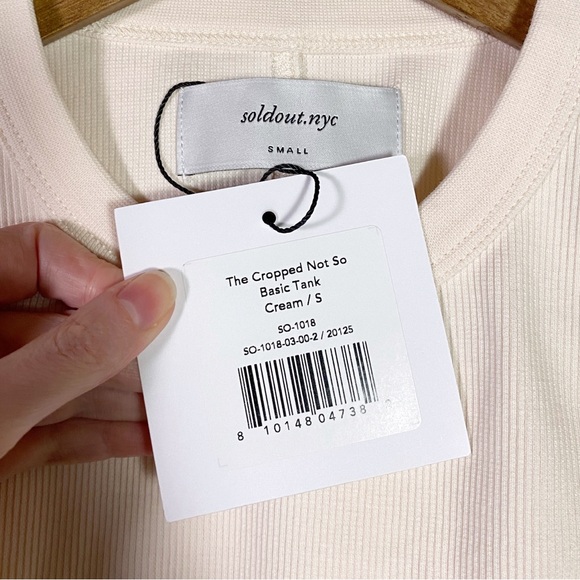 soldout.nyc
SMALL
The Cropped Not So
Basic Tank
Cream / S
SO-1018
SO-1018-03-00-2 / 20125
8 10148 04738